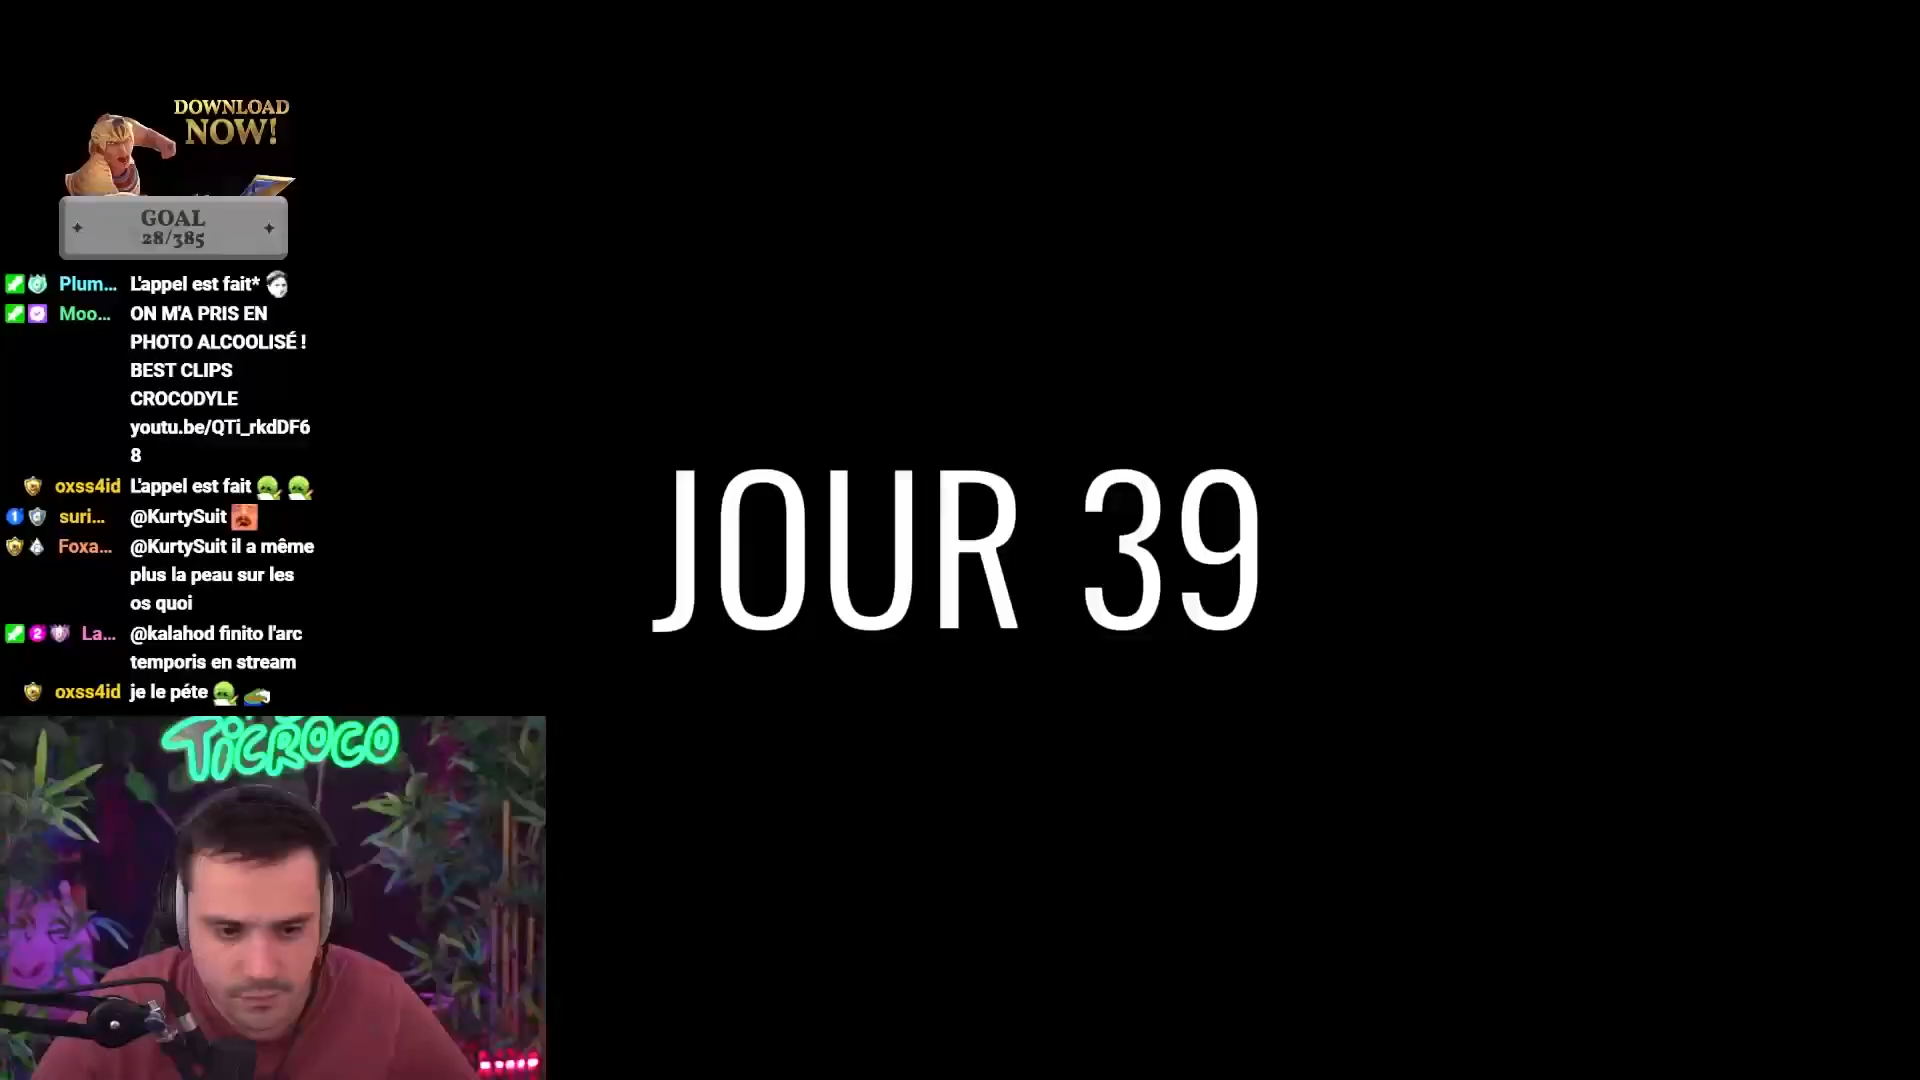 DOWNLOAD
NOW!
GOAL
28/385
Plum... L'appel est fait*
Moo... ON M'A PRIS EN
PHOTO ALCOOLISÉ !
BEST CLIPS
CROCODYLE
youtu.be/QTi_rkdDF6
8
oxss4id L'appel est fait
suri... @KurtySuit
Foxa... @KurtySuit il a même
plus la peau sur les
os quoi
La... @kalahod finito l'arc
temporis en stream
oxss4id je le péte
JOUR 39
TiCROCO